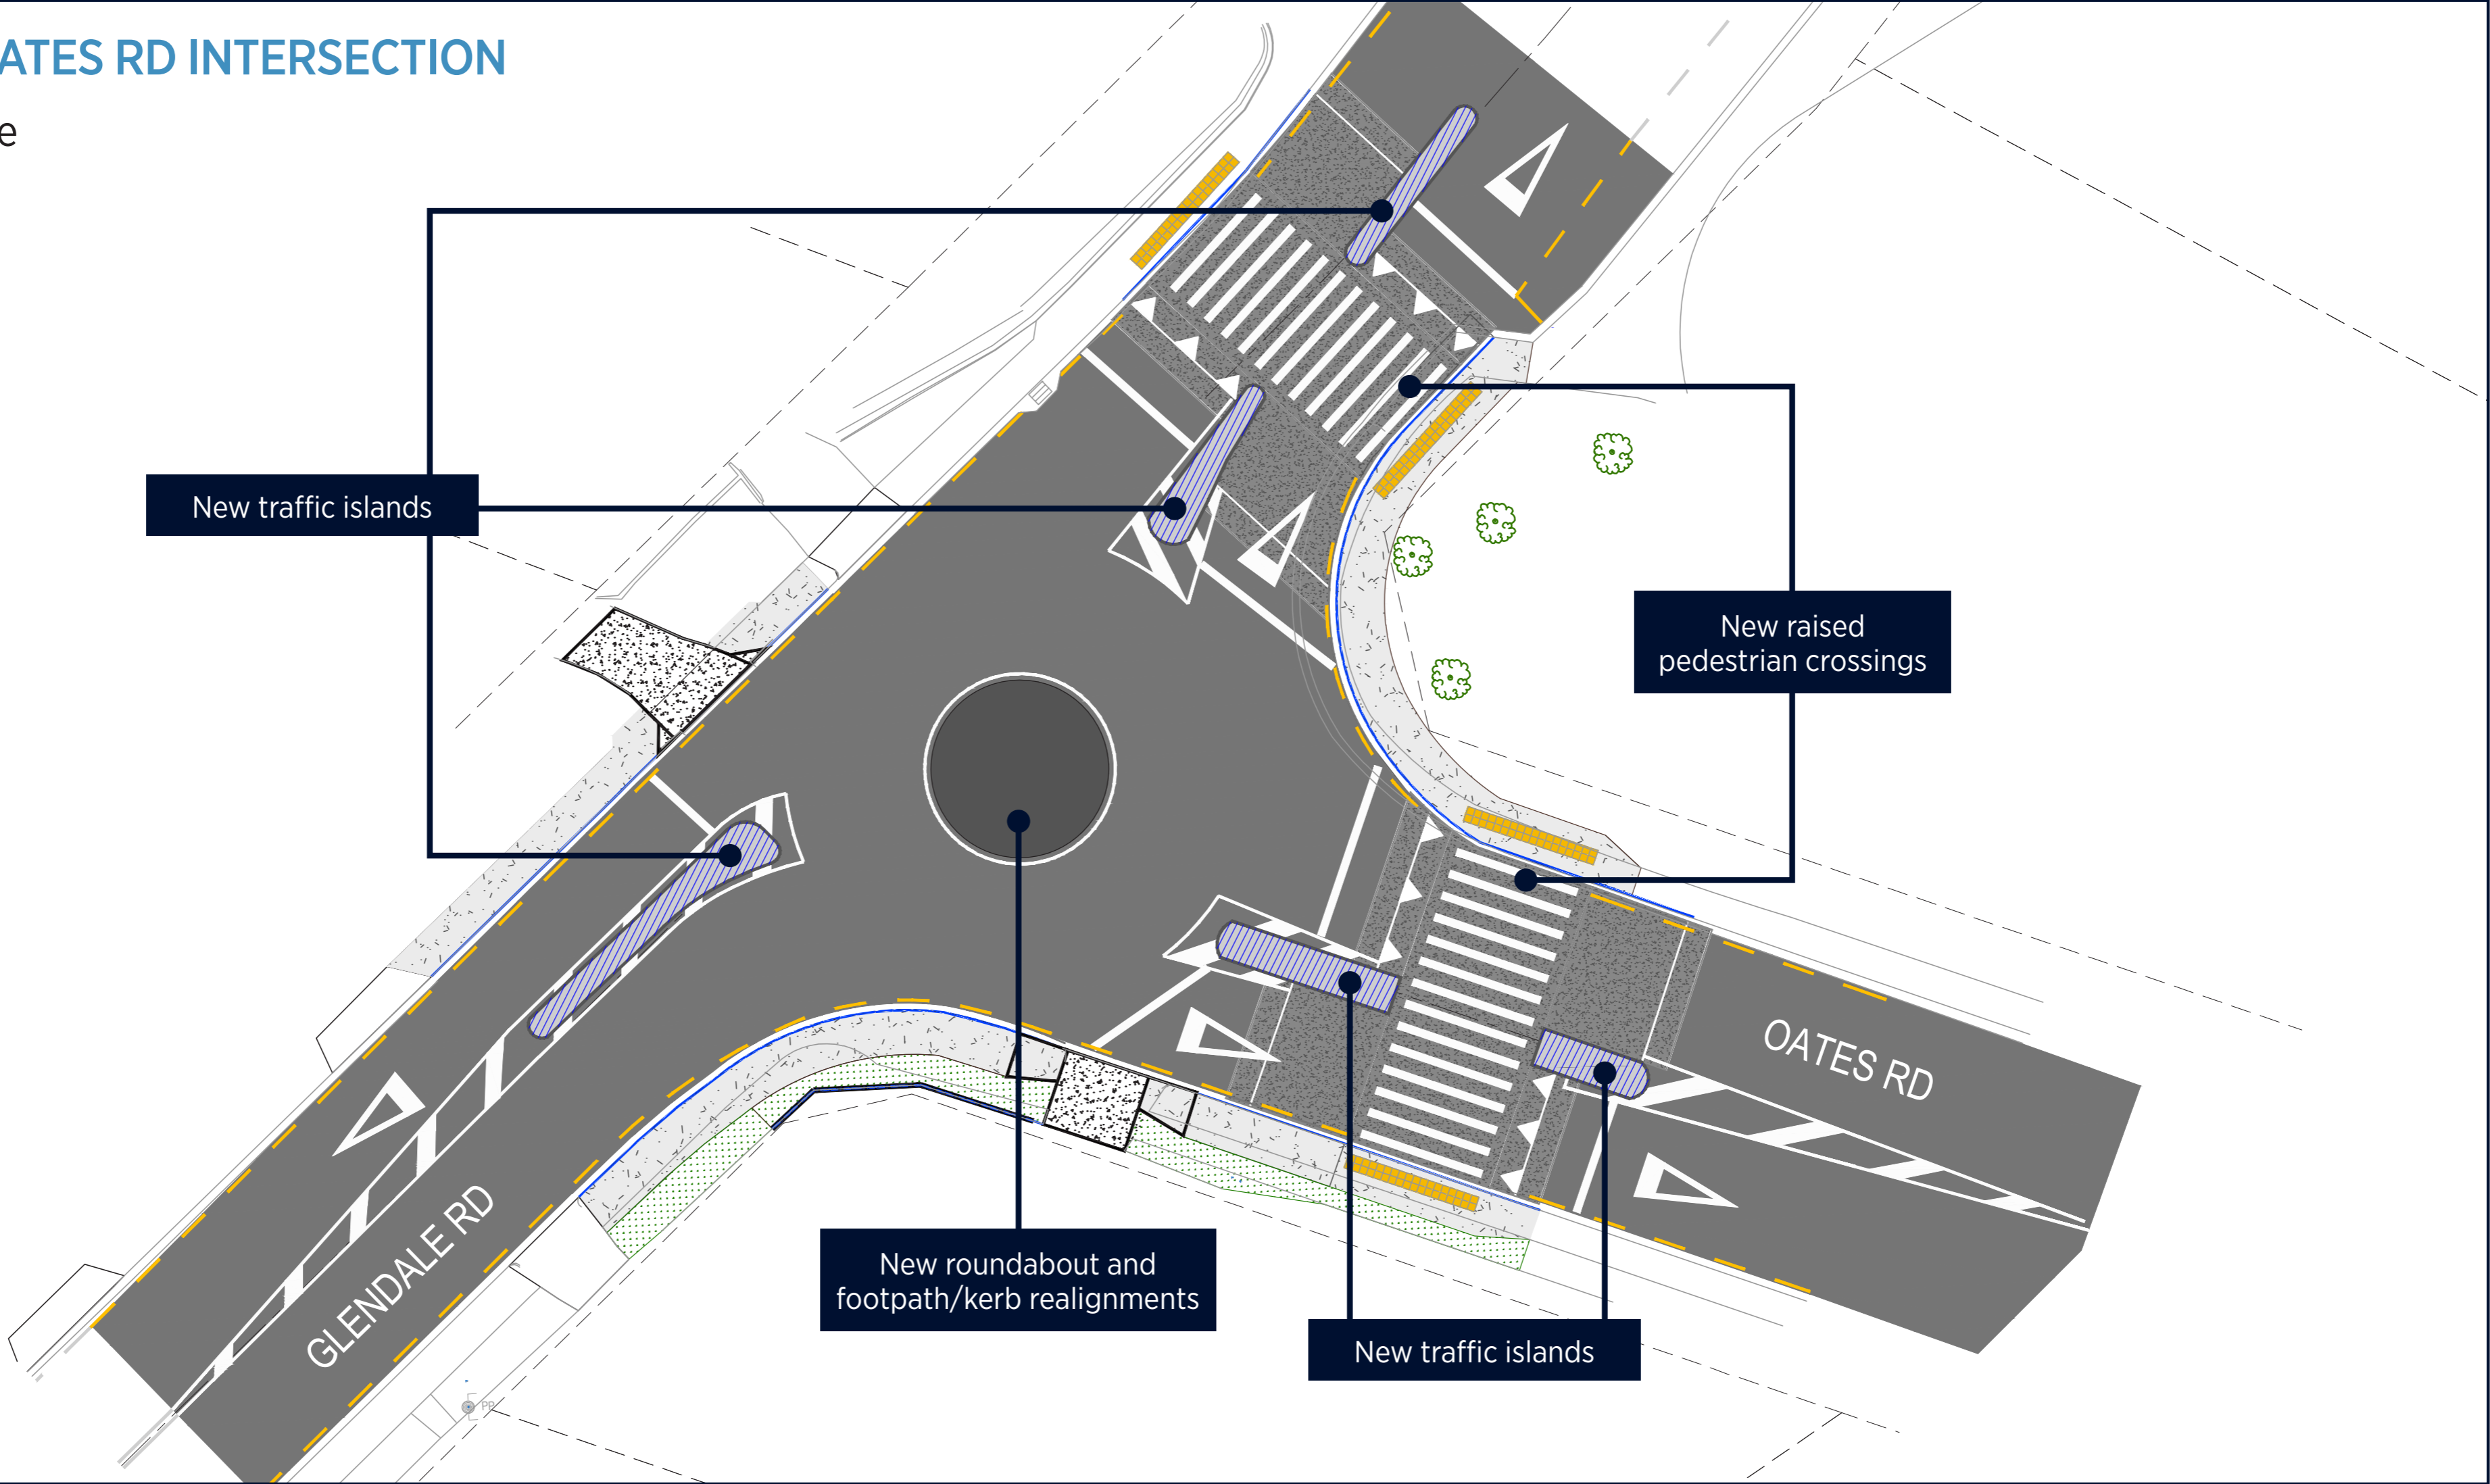 ATES RD INTERSECTION
e
New traffic islands
New raised
pedestrian crossings
OATES RD
GLENDALE RD
New roundabout and
footpath/kerb realignments
New traffic islands
PP